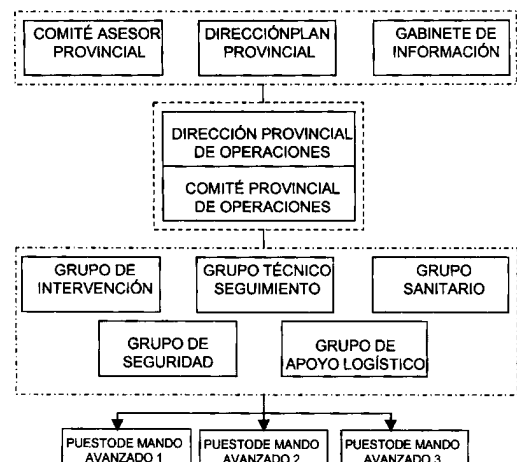 COMITÉ ASESOR
PROVINCIAL
DIRECCIÓNPLAN
PROVINCIAL
GABINETE DE
INFORMACIÓN
DIRECCIÓN PROVINCIAL
DE OPERACIONES
COMITÉ PROVINCIAL
DE OPERACIONES
GRUPO DE
INTERVENCIÓN
GRUPO TÉCNICO
SEGUIMIENTO
GRUPO
SANITARIO
GRUPO DE
SEGURIDAD
GRUPO DE
APOYO LOGÍSTICO
PUESTODE MANDO
AVANZADO 1
PUESTODE MANDO
AVANZADO 2
PUESTODE MANDO
AVANZADO 3